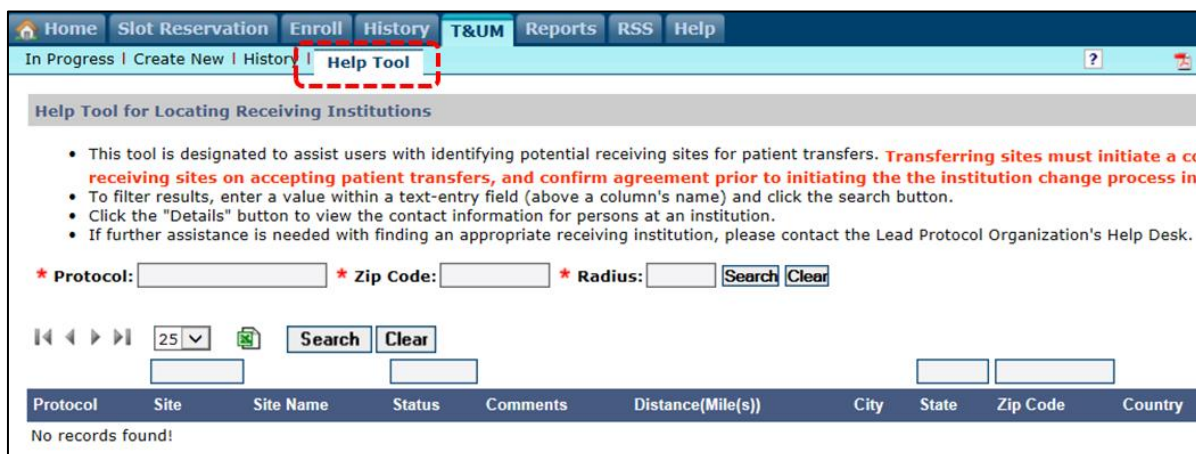 Home Slot Reservation Enroll History T&UM Reports RSS Help
In Progress | Create New | History | Help Tool ?
Help Tool for Locating Receiving Institutions
• This tool is designated to assist users with identifying potential receiving sites for patient transfers. Transferring sites must initiate a
receiving sites on accepting patient transfers, and confirm agreement prior to initiating the the institution change process in
• To filter results, enter a value within a text-entry field (above a column's name) and click the search button.
• Click the "Details" button to view the contact information for persons at an institution.
• If further assistance is needed with finding an appropriate receiving institution, please contact the Lead Protocol Organization's Help Desk.
* Protocol: * Zip Code: * Radius: Search Clear
25 Search Clear
Protocol Site Site Name Status Comments Distance(Mile(s)) City State Zip Code Country
No records found!